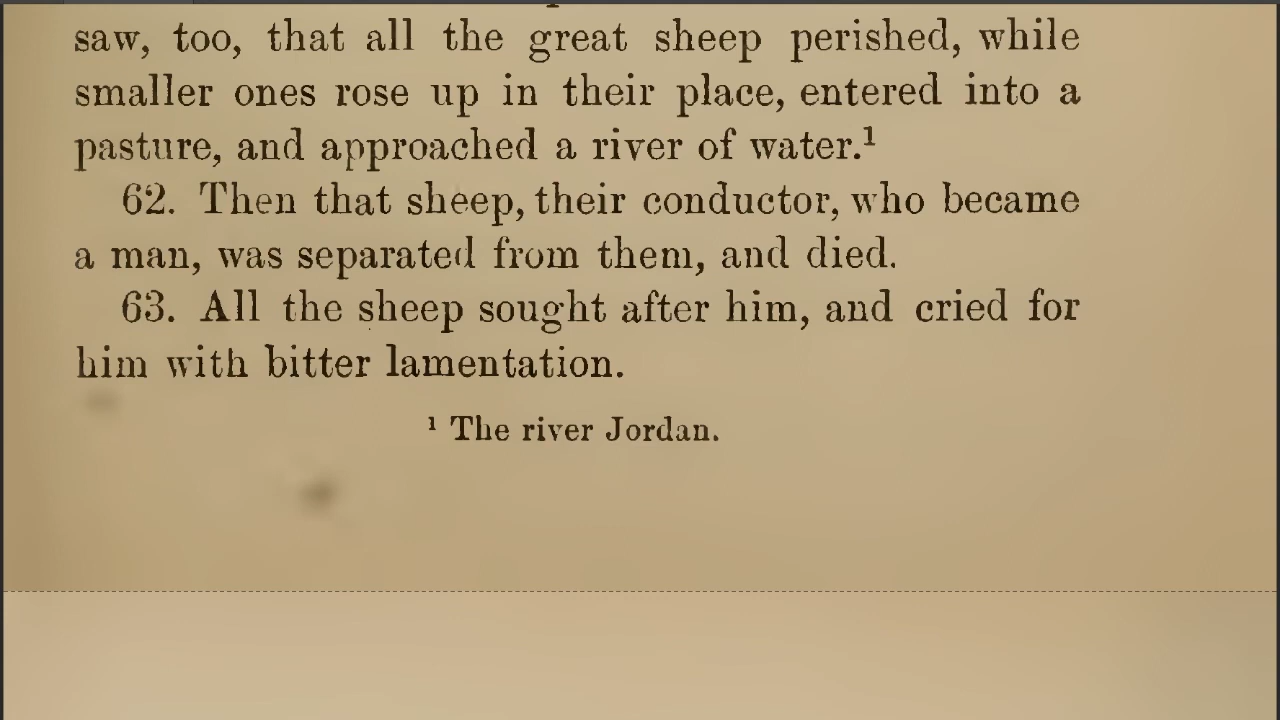 saw, too, that all the great sheep perished, while
smaller ones rose up in their place, entered into a
pasture, and approached a river of water.¹
62. Then that sheep, their conductor, who became
a man, was separated from them, and died.
63. All the sheep sought after him, and cried for
him with bitter lamentation.
¹ The river Jordan.